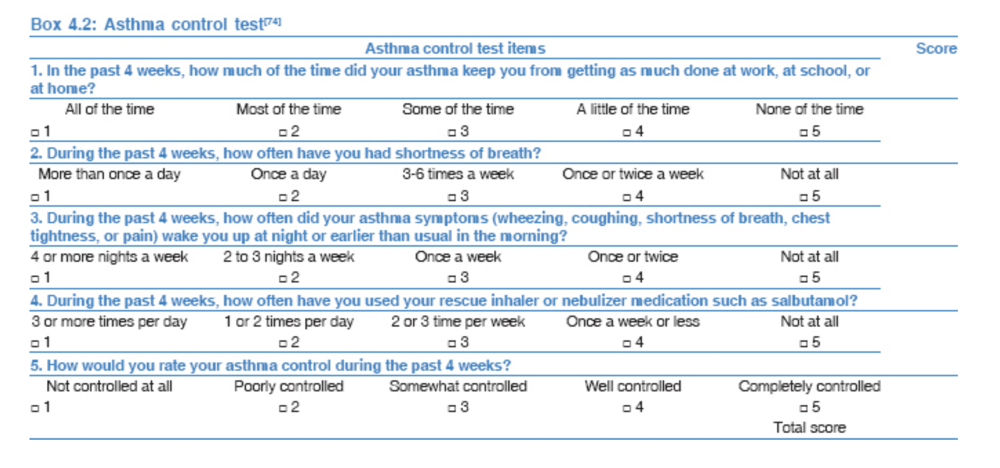 Box 4.2: Asthma control test[74]
Asthma control test items Score
1. In the past 4 weeks, how much of the time did your asthma keep you from getting as much done at work, at school, or
at home?
All of the time Most of the time Some of the time A little of the time None of the time
□ 1 □ 2 □ 3 □ 4 □ 5
2. During the past 4 weeks, how often have you had shortness of breath?
More than once a day Once a day 3-6 times a week Once or twice a week Not at all
□ 1 □ 2 □ 3 □ 4 □ 5
3. During the past 4 weeks, how often did your asthma symptoms (wheezing, coughing, shortness of breath, chest
tightness, or pain) wake you up at night or earlier than usual in the morning?
4 or more nights a week 2 to 3 nights a week Once a week Once or twice Not at all
□ 1 □ 2 □ 3 □ 4 □ 5
4. During the past 4 weeks, how often have you used your rescue inhaler or nebulizer medication such as salbutamol?
3 or more times per day 1 or 2 times per day 2 or 3 time per week Once a week or less Not at all
□ 1 □ 2 □ 3 □ 4 □ 5
5. How would you rate your asthma control during the past 4 weeks?
Not controlled at all Poorly controlled Somewhat controlled Well controlled Completely controlled
□ 1 □ 2 □ 3 □ 4 □ 5
Total score